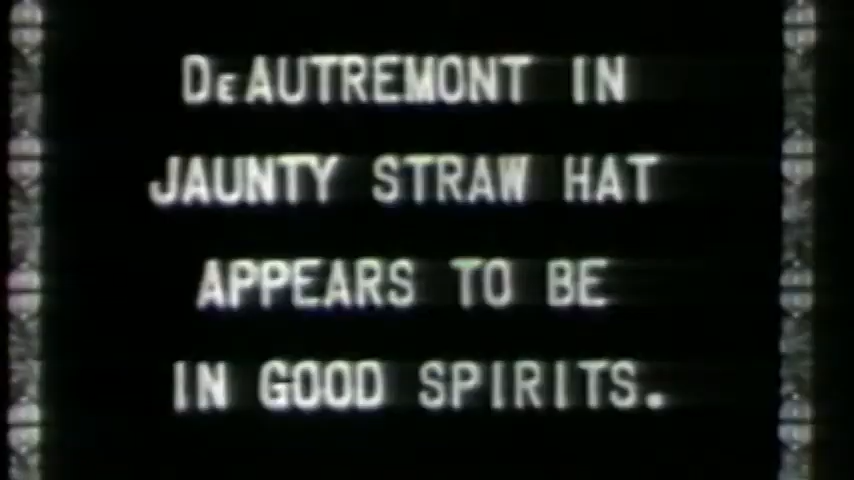 DeAUTREMONT IN
JAUNTY STRAW HAT
APPEARS TO BE
IN GOOD SPIRITS.